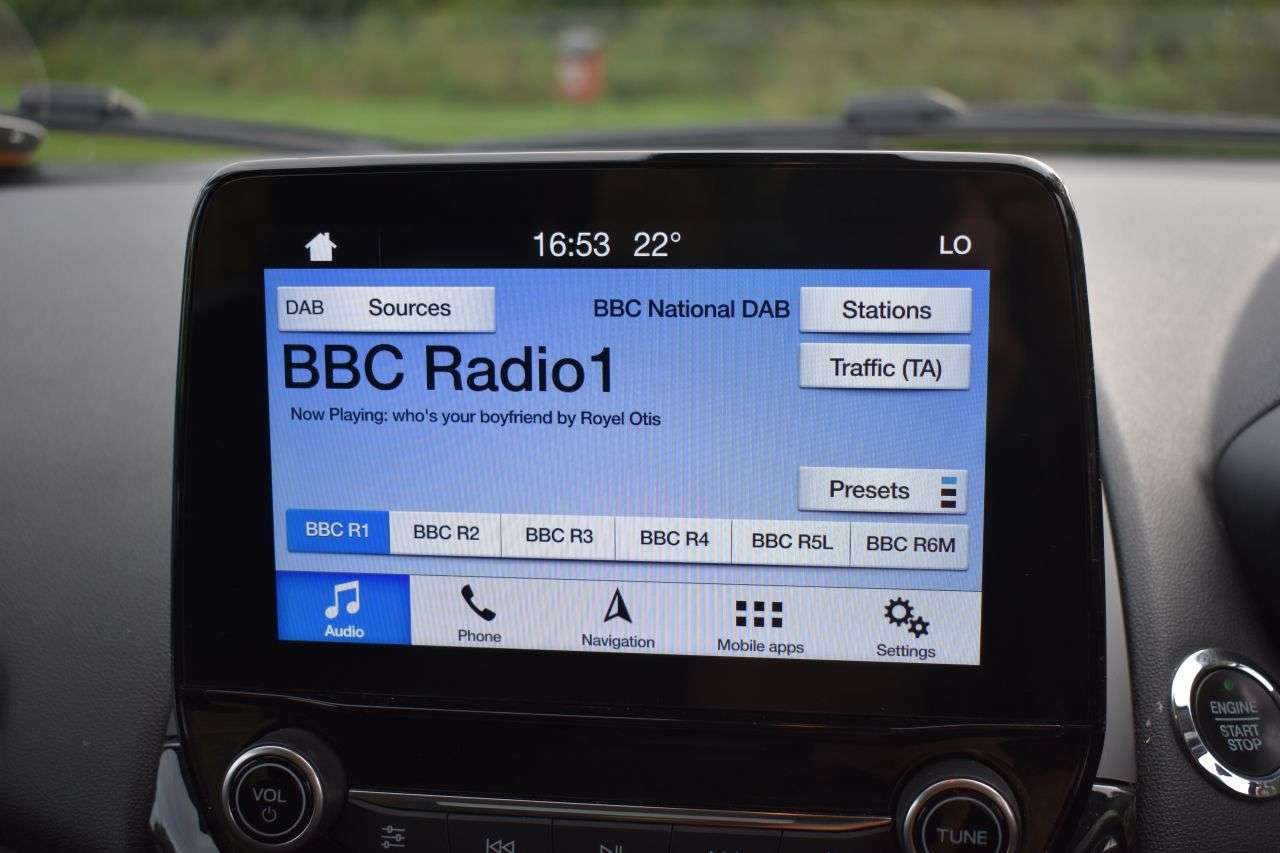 16:53 22° LO
DAB Sources BBC National DAB Stations
BBC Radio1 Traffic (TA)
Now Playing: who's your boyfriend by Royel Otis
Presets
BBC R1 BBC R2 BBC R3 BBC R4 BBC R5L BBC R6M
Audio Phone Navigation Mobile apps Settings
ENGINE
START
STOP
VOL
TUNE